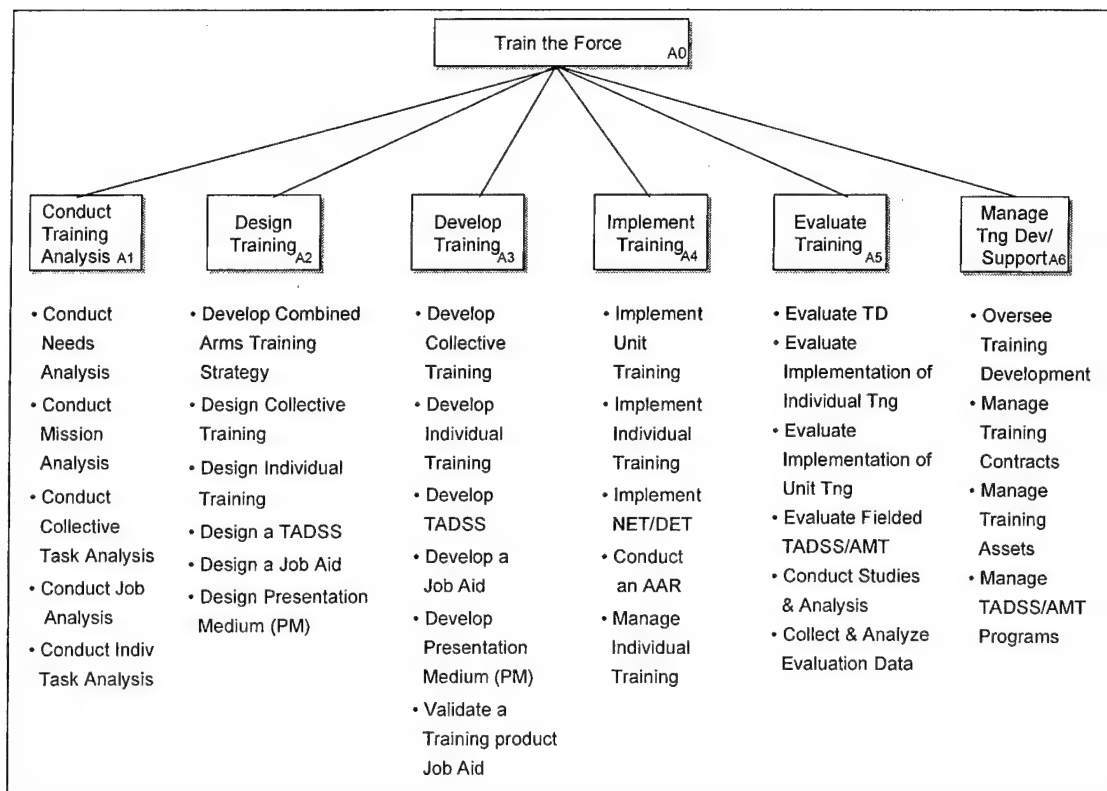 Train the Force A0
Conduct
Training
Analysis A1
• Conduct
Needs
Analysis
• Conduct
Mission
Analysis
• Conduct
Collective
Task Analysis
• Conduct Job
Analysis
• Conduct Indiv
Task Analysis
Design
Training A2
• Develop Combined
Arms Training
Strategy
• Design Collective
Training
• Design Individual
Training
• Design a TADSS
• Design a Job Aid
• Design Presentation
Medium (PM)
Develop
Training A3
• Develop
Collective
Training
• Develop
Individual
Training
• Develop
TADSS
• Develop a
Job Aid
• Develop
Presentation
Medium (PM)
• Validate a
Training product
Job Aid
Implement
Training A4
• Implement
Unit
Training
• Implement
Individual
Training
• Implement
NET/DET
• Conduct
an AAR
• Manage
Individual
Training
Evaluate
Training A5
• Evaluate TD
• Evaluate
Implementation of
Individual Tng
• Evaluate
Implementation of
Unit Tng
• Evaluate Fielded
TADSS/AMT
• Conduct Studies
& Analysis
• Collect & Analyze
Evaluation Data
Manage
Tng Dev/
Support A6
• Oversee
Training
Development
• Manage
Training
Contracts
• Manage
Training
Assets
• Manage
TADSS/AMT
Programs